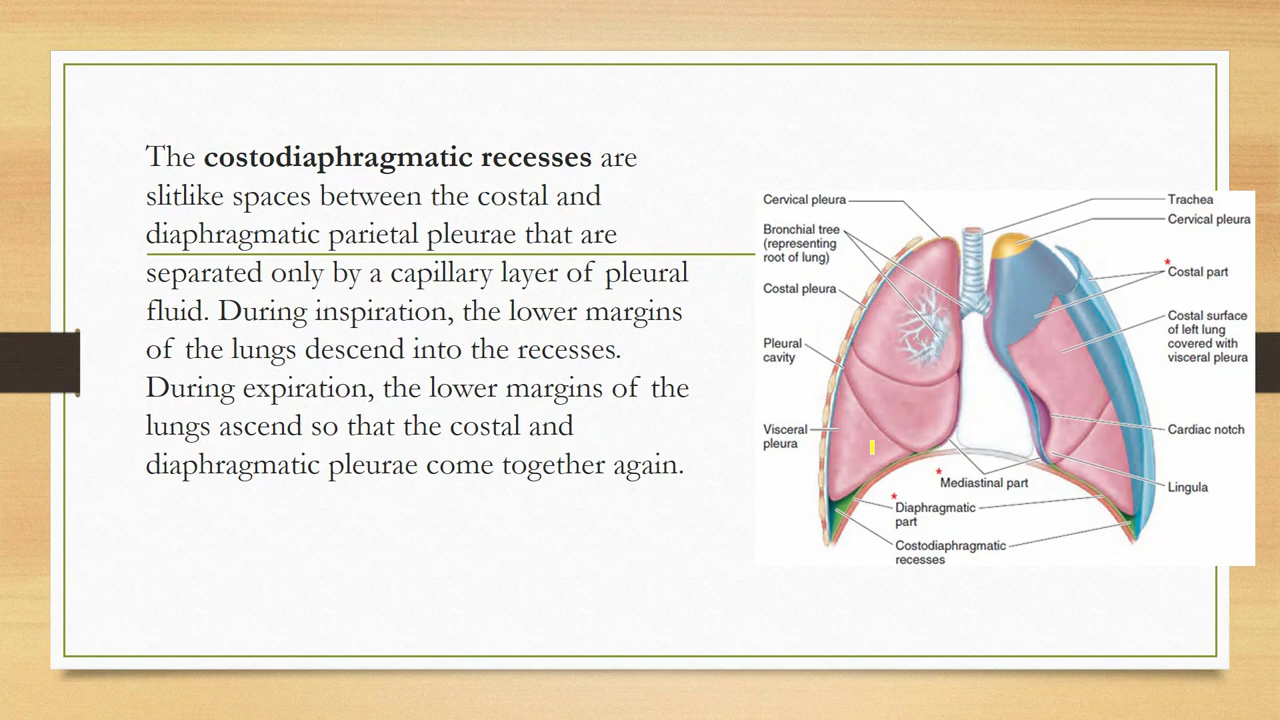 The costodiaphragmatic recesses are
slitlike spaces between the costal and
diaphragmatic parietal pleurae that are
separated only by a capillary layer of pleural
fluid. During inspiration, the lower margins
of the lungs descend into the recesses.
During expiration, the lower margins of the
lungs ascend so that the costal and
diaphragmatic pleurae come together again.
Cervical pleura
Bronchial tree
(representing
root of lung)
Costal pleura
Pleural
cavity
Visceral
pleura
Trachea
Cervical pleura
* Costal part
Costal surface
of left lung
covered with
visceral pleura
Cardiac notch
Lingula
* Mediastinal part
* Diaphragmatic
part
Costodiaphragmatic
recesses